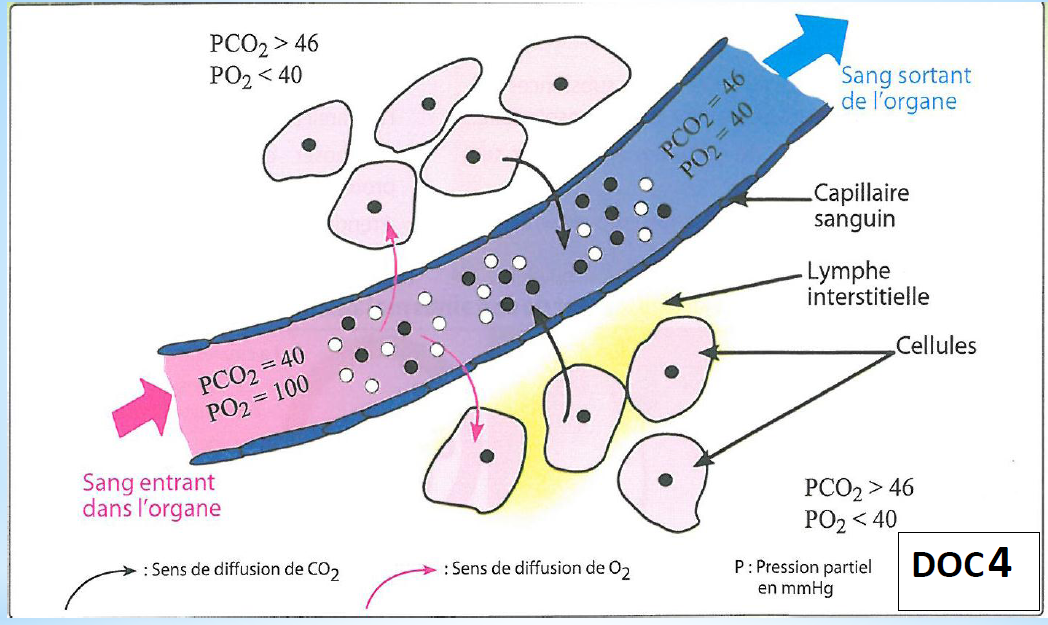 PCO₂ > 46
PO₂ < 40
PCO₂ = 46
PO₂ = 40
Sang sortant
de l'organe
Capillaire
sanguin
Lymphe
interstitielle
Cellules
PCO₂ = 40
PO₂ = 100
Sang entrant
dans l'organe
PCO₂ > 46
PO₂ < 40
: Sens de diffusion de CO₂
: Sens de diffusion de O₂
P : Pression partiel
en mmHg
DOC4